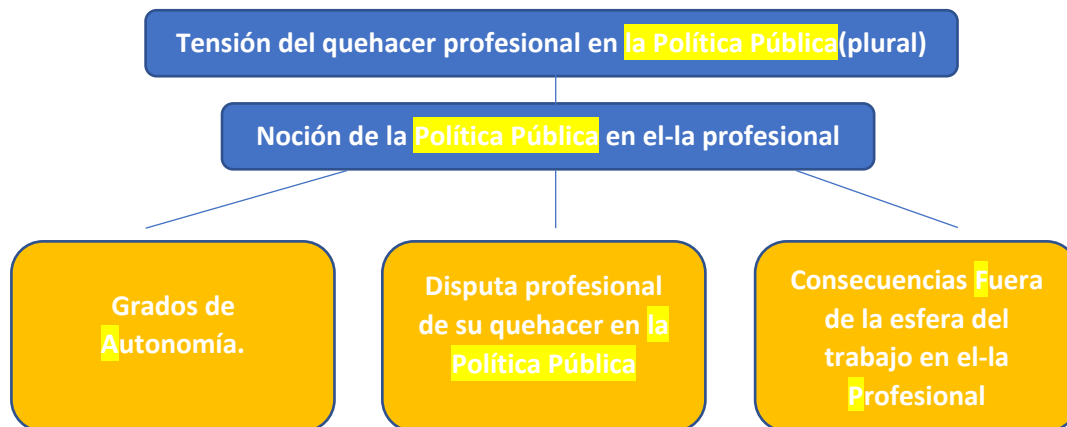 Tensión del quehacer profesional en la Política Pública(plural)
Noción de la Política Pública en el-la profesional
Grados de
Autonomía.
Disputa profesional
de su quehacer en la
Política Pública
Consecuencias Fuera
de la esfera del
trabajo en el-la
Profesional